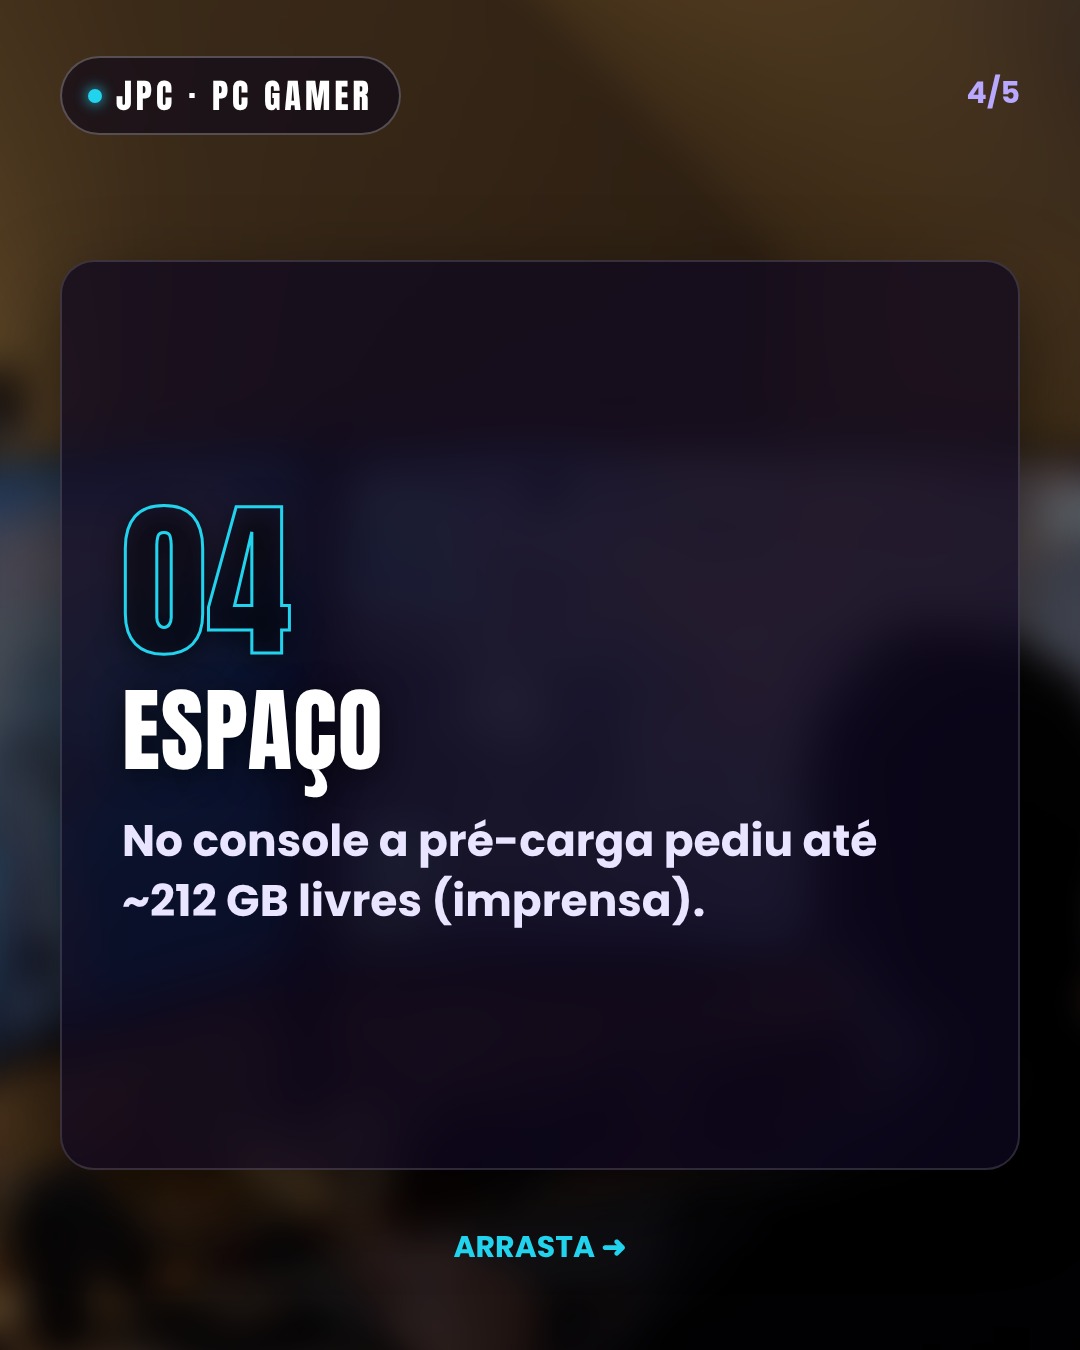 JPC · PC GAMER
4/5
04
ESPAÇO
No console a pré-carga pediu até
~212 GB livres (imprensa).
ARRASTA ➜